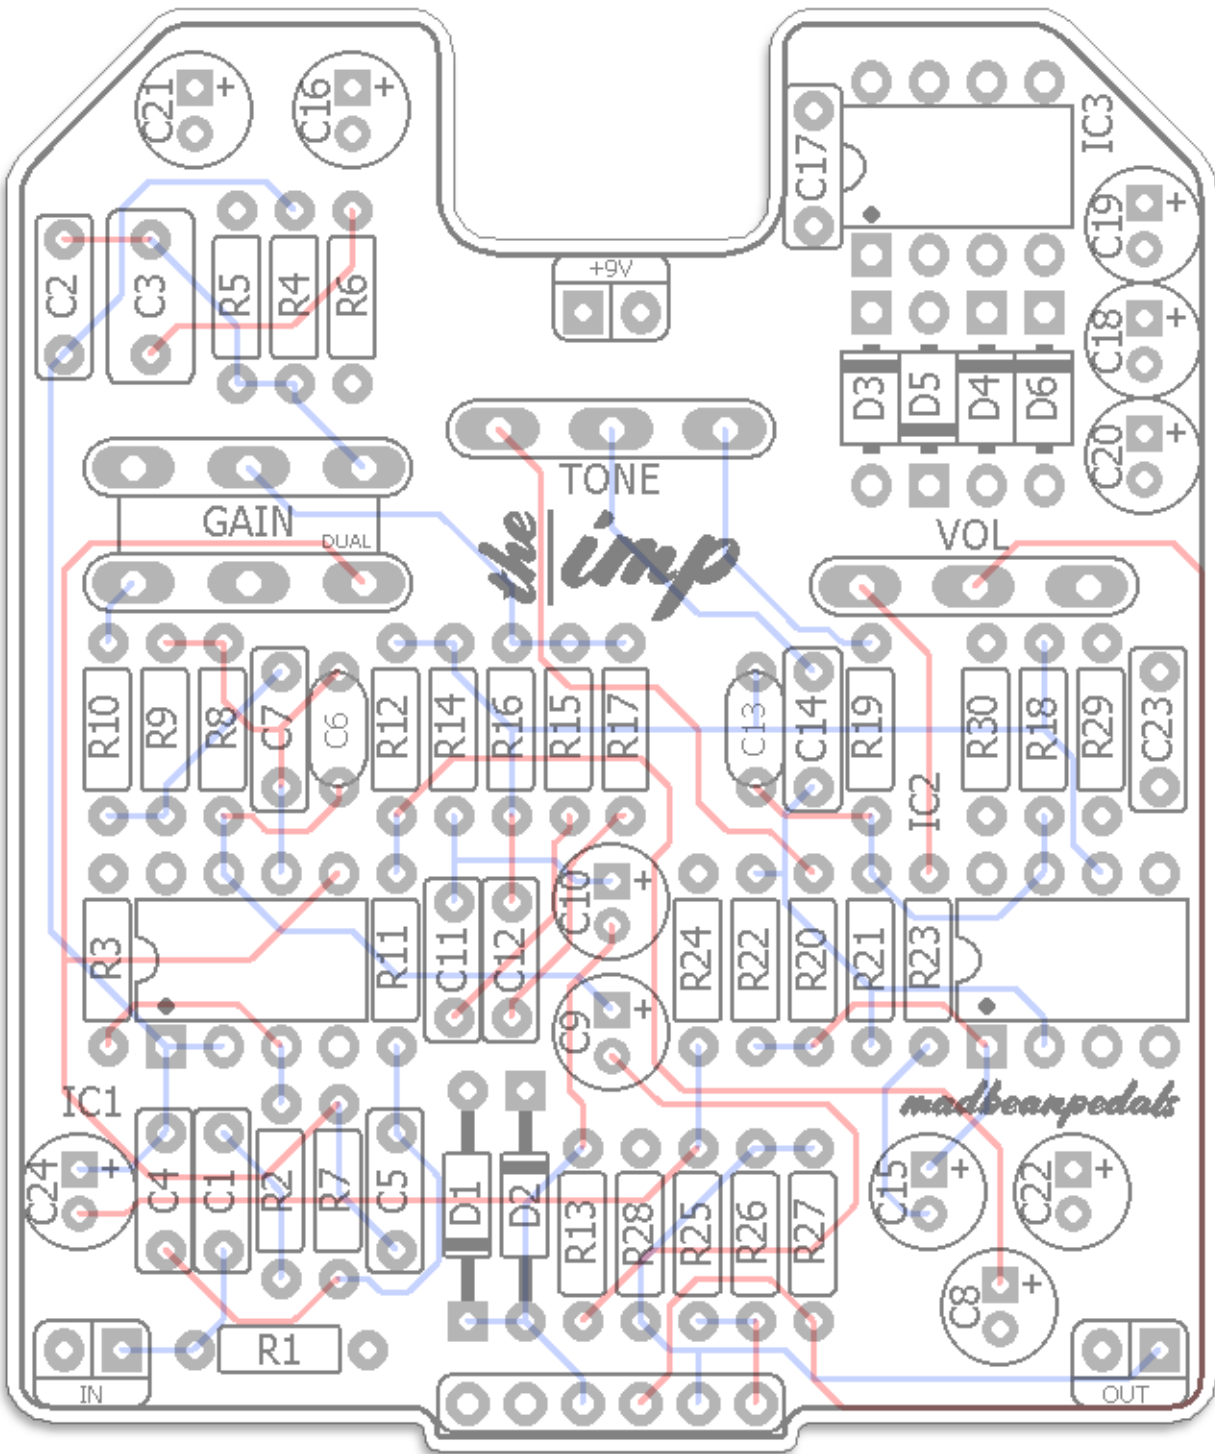 C21 + C16 + IC3
C17
C19 +
+9V
C2 C3 R5 R4 R6
C18 +
D3 D5 D4 D6
C20 +
TONE
GAIN
DUAL
the imp
VOL
R10 R9 R8 C7 C6 R12 R14 R16 R15 R17 C13 C14 R19 R30 R18 R29 C23
IC2
C10 +
R3 R11 C11 C12 R24 R22 R20 R21 R23
C9 +
IC1
madbeanpedals
C24 + C4 C1 R2 R7 C5 D1 D2 R13 R28 R25 R26 R27 C15 + C22 +
C8 +
R1
IN
OUT